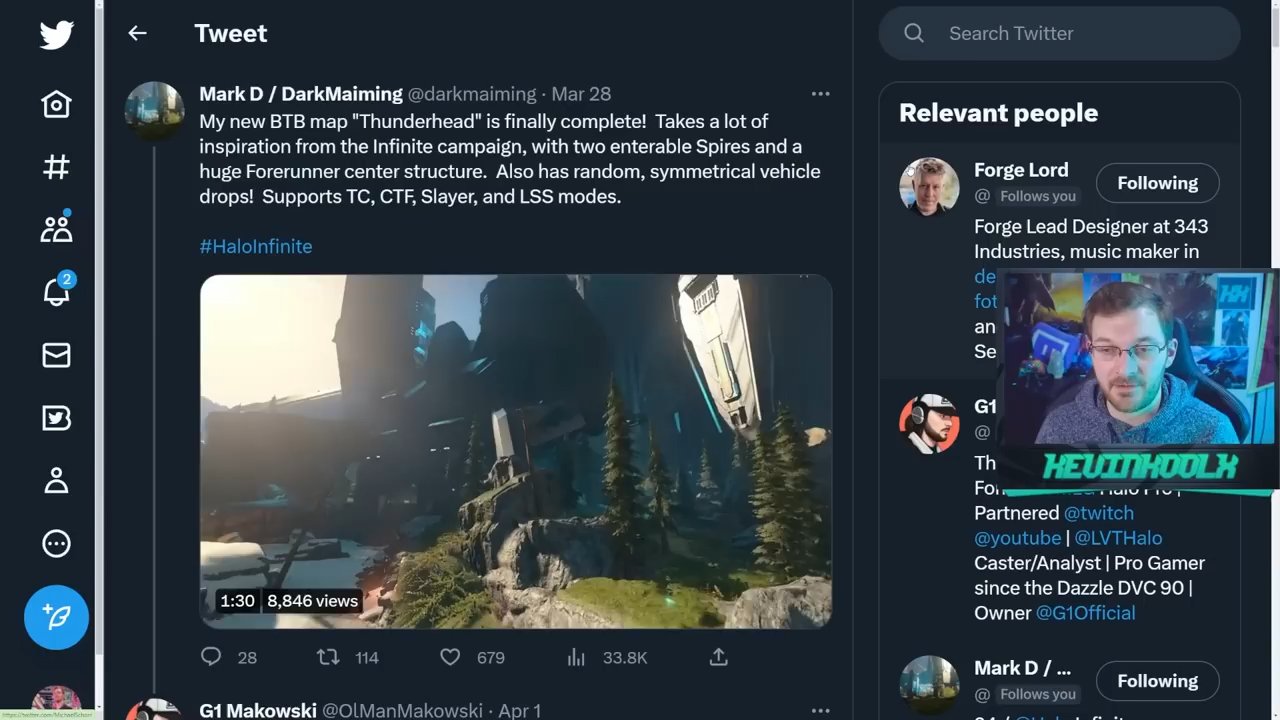 Tweet
Mark D / DarkMaiming @darkmaiming · Mar 28
My new BTB map "Thunderhead" is finally complete!  Takes a lot of
inspiration from the Infinite campaign, with two enterable Spires and a
huge Forerunner center structure.  Also has random, symmetrical vehicle
drops!  Supports TC, CTF, Slayer, and LSS modes.
#HaloInfinite
1:30 8,846 views
28 114 679 33.8K
G1 Makowski @OlManMakowski · Apr 1
2
Search Twitter
Relevant people
Forge Lord
Following
@ Follows you
Forge Lead Designer at 343
Industries, music maker in
de
fot
an
Se
KEVINKOOLX
G1
@
Th
For
Halo Pro |
Partnered @twitch
@youtube | @LVTHalo
Caster/Analyst | Pro Gamer
since the Dazzle DVC 90 |
Owner @G1Official
Mark D / ...
Following
@ Follows you